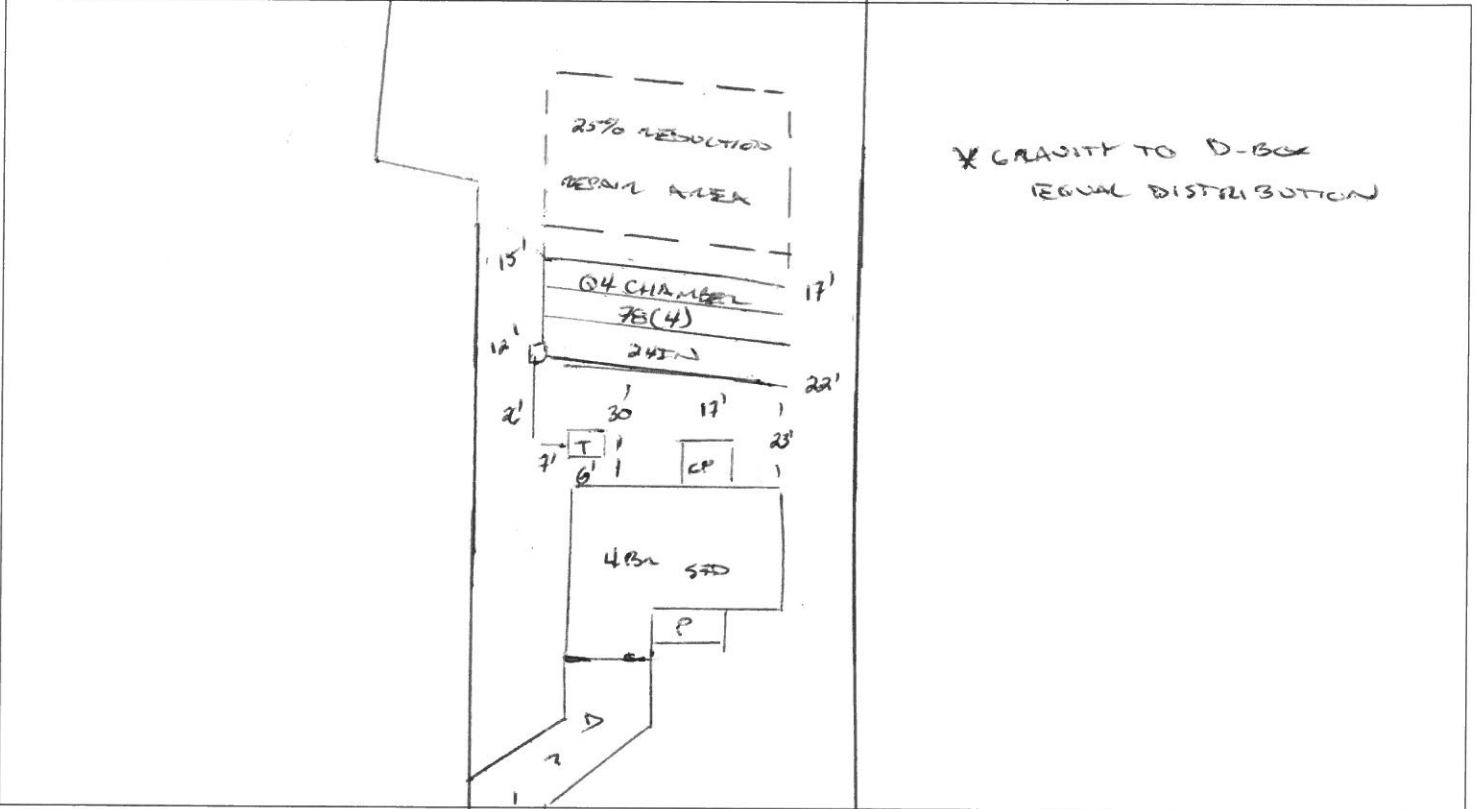 25% REDUCTION
REPAIR AREA
* GRAVITY TO D-BOX
EQUAL DISTRIBUTION
15'
Q4 CHAMBER
17'
78(4)
12'
24IN
22'
30'
17'
23'
T
7'
6'
CP
4BR SFD
P
D
R
I